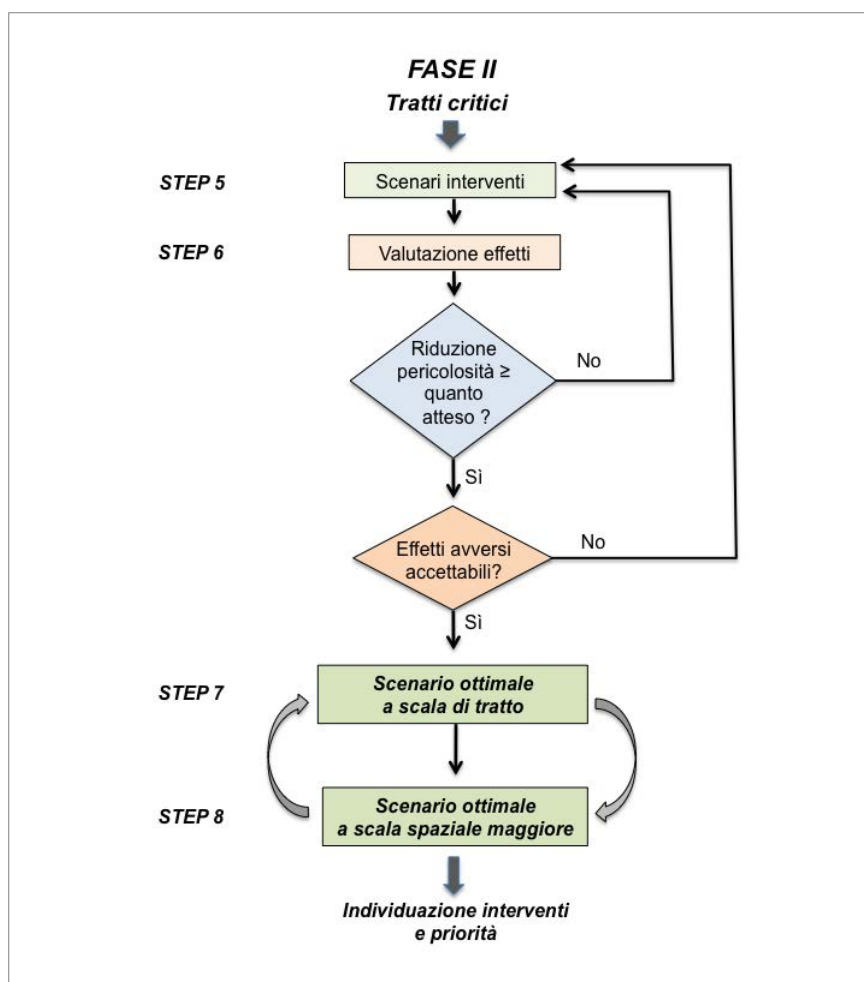 FASE II
Tratti critici
STEP 5
Scenari interventi
STEP 6
Valutazione effetti
Riduzione
pericolosità ≥
quanto
atteso ?
No
Sì
Effetti avversi
accettabili?
No
Sì
STEP 7
Scenario ottimale
a scala di tratto
STEP 8
Scenario ottimale
a scala spaziale maggiore
Individuazione interventi
e priorità